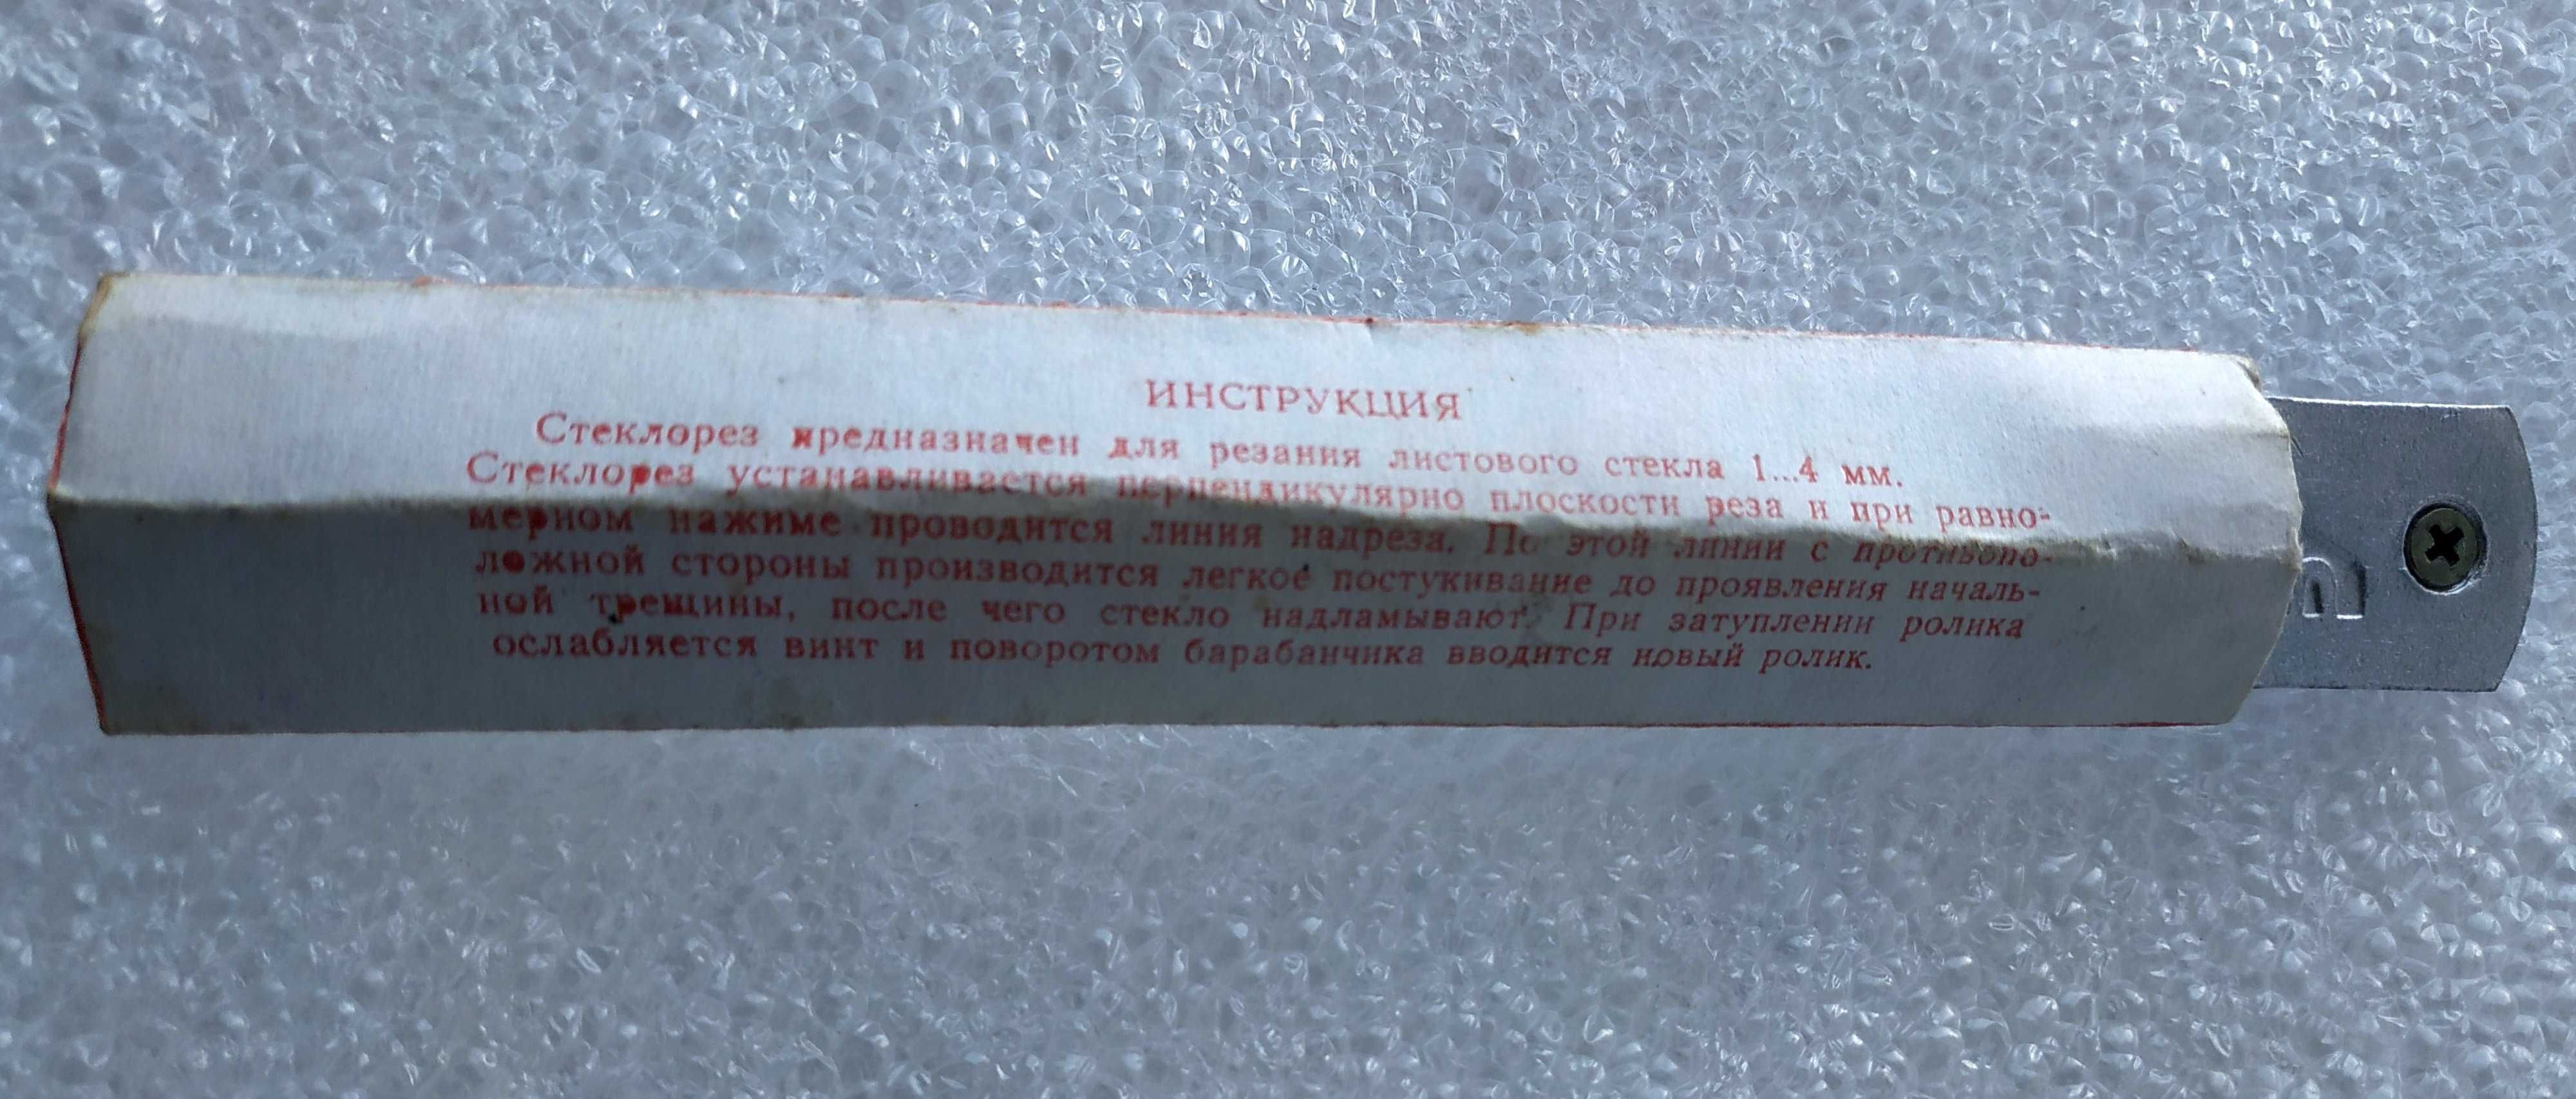 ИНСТРУКЦИЯ
Стеклорез предназначен для резания листового стекла 1...4 мм.
Стеклорез устанавливается перпендикулярно плоскости реза и при равно-
мерном нажиме проводится линия надреза. По этой линии с противопо-
ложной стороны производится легкое постукивание до проявления началь-
ной трещины, после чего стекло надламывают. При затуплении ролика
ослабляется винт и поворотом барабанчика вводится новый ролик.